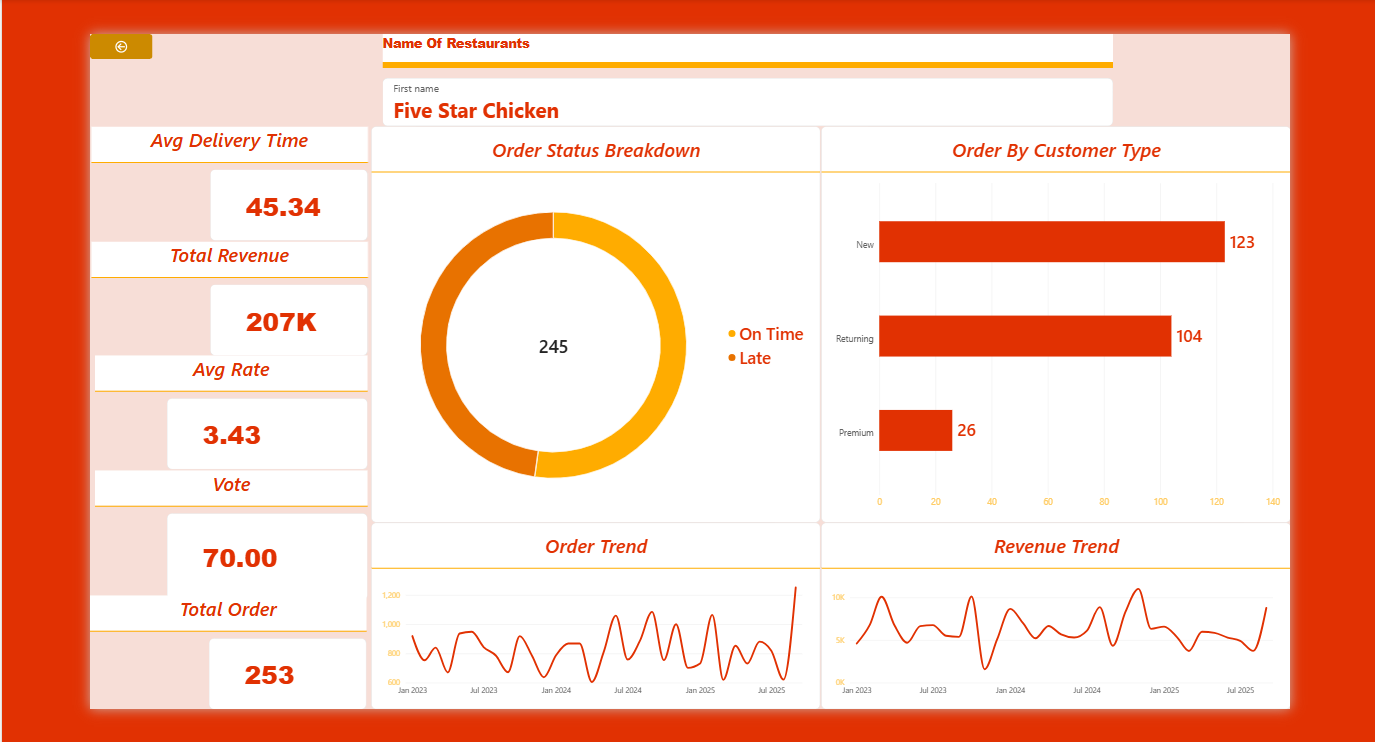 Name Of Restaurants
First name
Five Star Chicken
Avg Delivery Time
45.34
Total Revenue
207K
Avg Rate
3.43
Vote
70.00
Total Order
253
Order Status Breakdown
245
On Time
Late
Order By Customer Type
New
123
Returning
104
Premium
26
0 20 40 60 80 100 120 140
Order Trend
1,200
1,000
800
600
Jan 2023 Jul 2023 Jan 2024 Jul 2024 Jan 2025 Jul 2025
Revenue Trend
10K
5K
0K
Jan 2023 Jul 2023 Jan 2024 Jul 2024 Jan 2025 Jul 2025